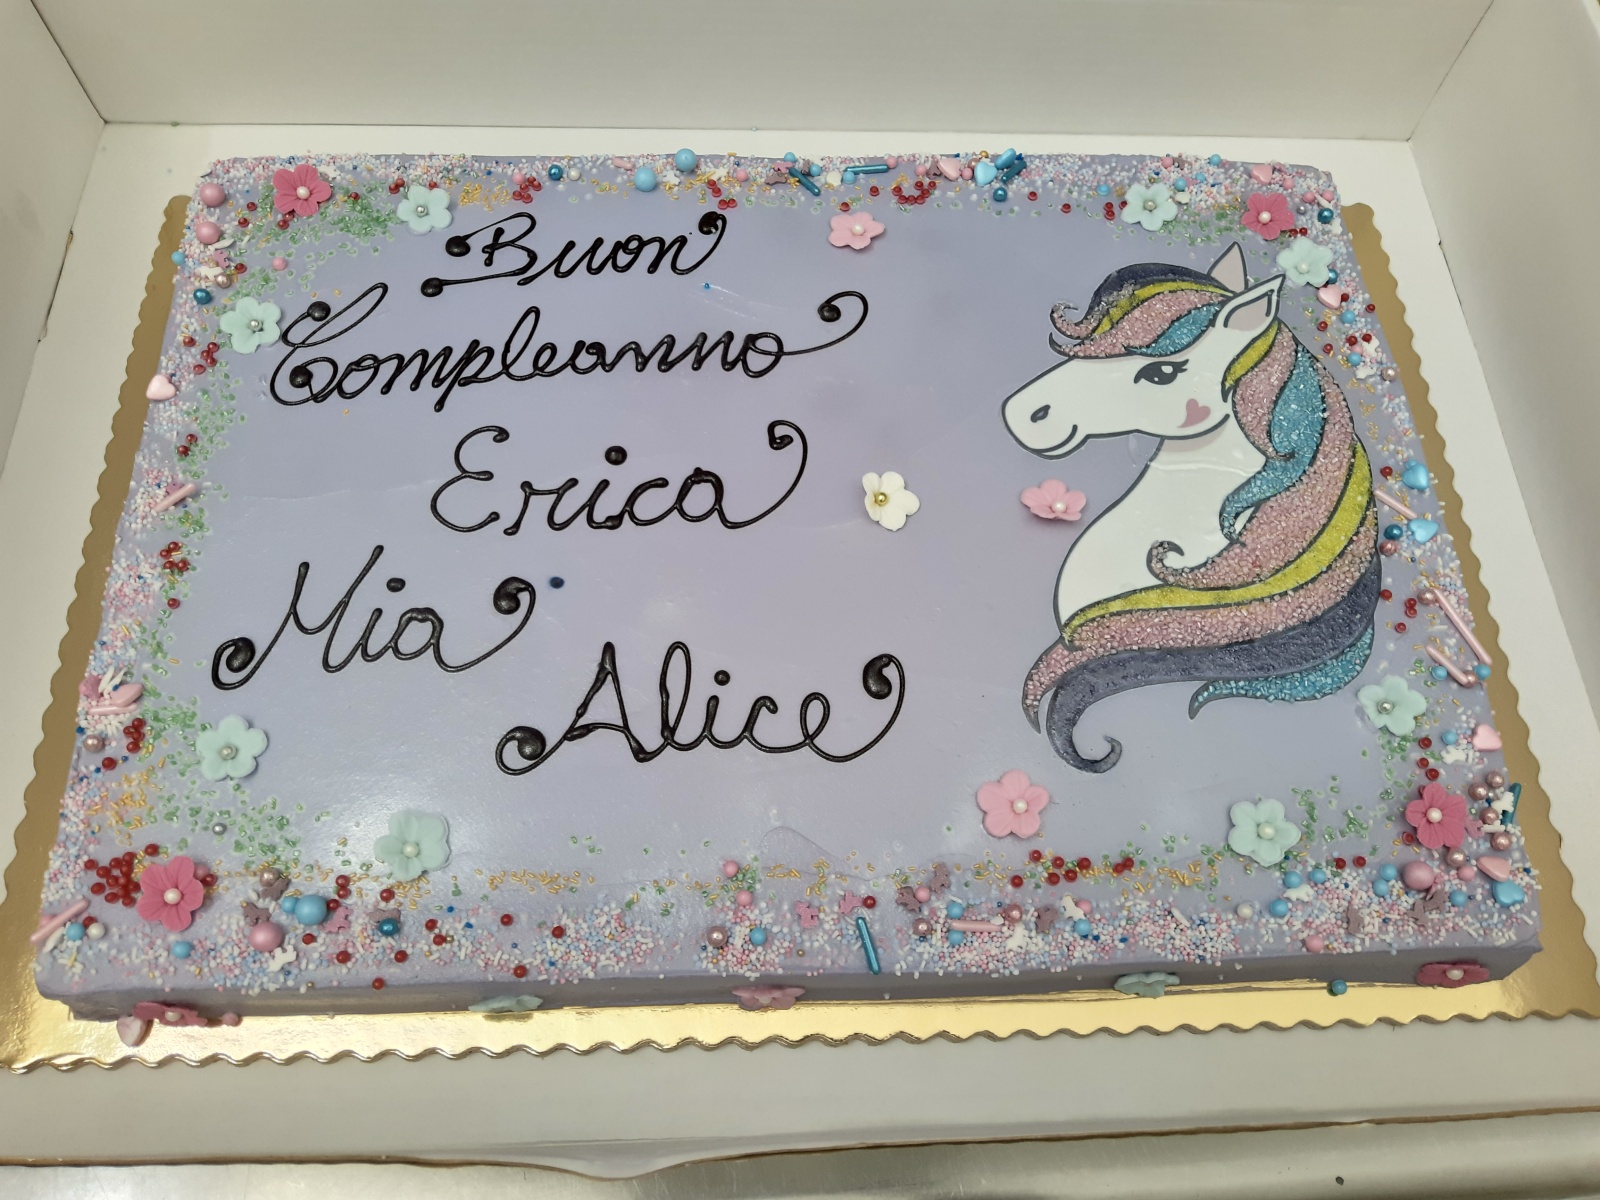 Buon
Compleanno
Erica
Mia
Alice